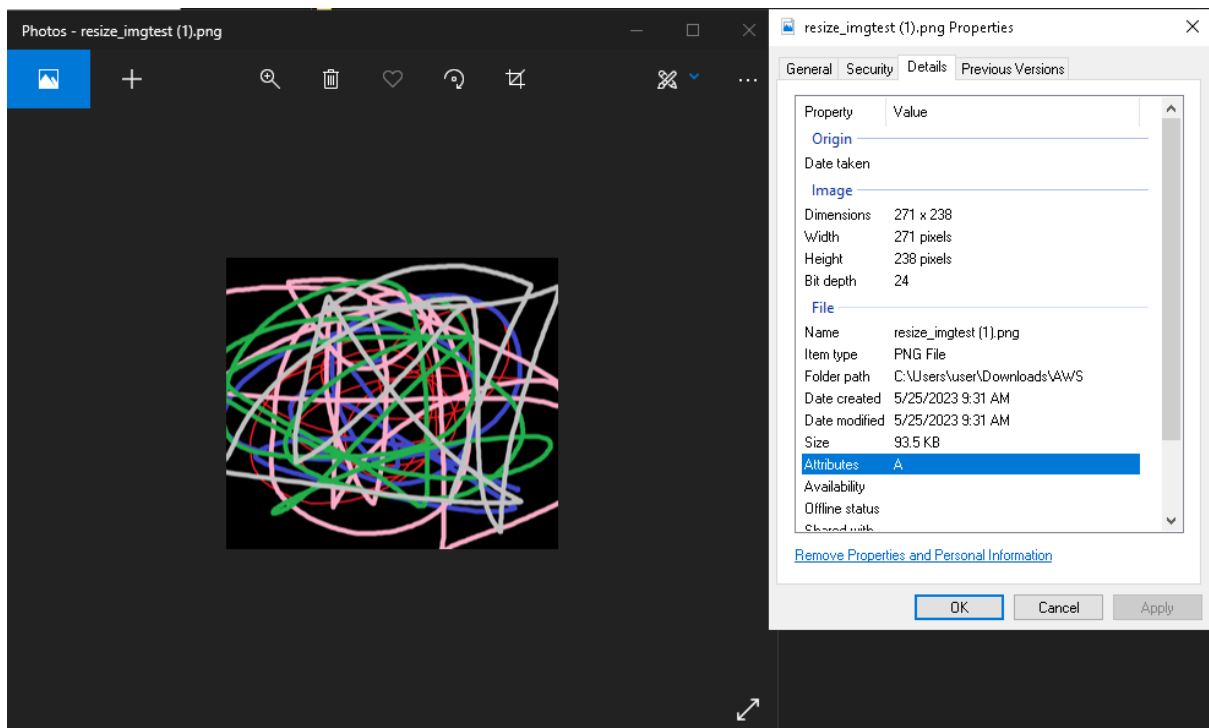 Photos - resize_imgtest (1).png
resize_imgtest (1).png Properties
General Security Details Previous Versions
Property Value
Origin
Date taken
Image
Dimensions 271 x 238
Width 271 pixels
Height 238 pixels
Bit depth 24
File
Name resize_imgtest (1).png
Item type PNG File
Folder path C:\Users\user\Downloads\AWS
Date created 5/25/2023 9:31 AM
Date modified 5/25/2023 9:31 AM
Size 93.5 KB
Attributes A
Availability
Offline status
Shared with
Remove Properties and Personal Information
OK Cancel Apply